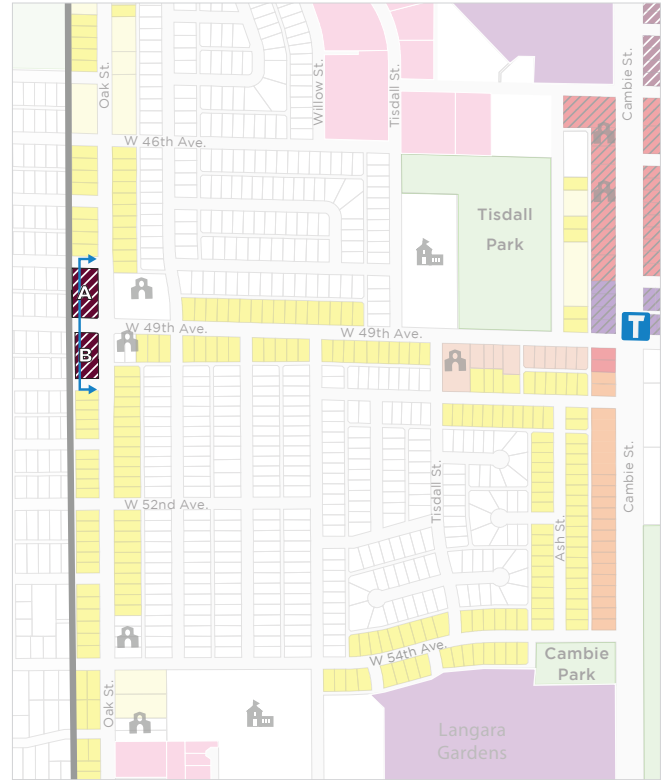 Oak St.
Willow St.
Tisdall St.
Cambie St.
W 46th Ave.
Tisdall
Park
A
W 49th Ave.
W 49th Ave.
T
B
Tisdall St.
Cambie St.
W 52nd Ave.
Ash St.
W 54th Ave.
Cambie
Park
Oak St.
Langara
Gardens